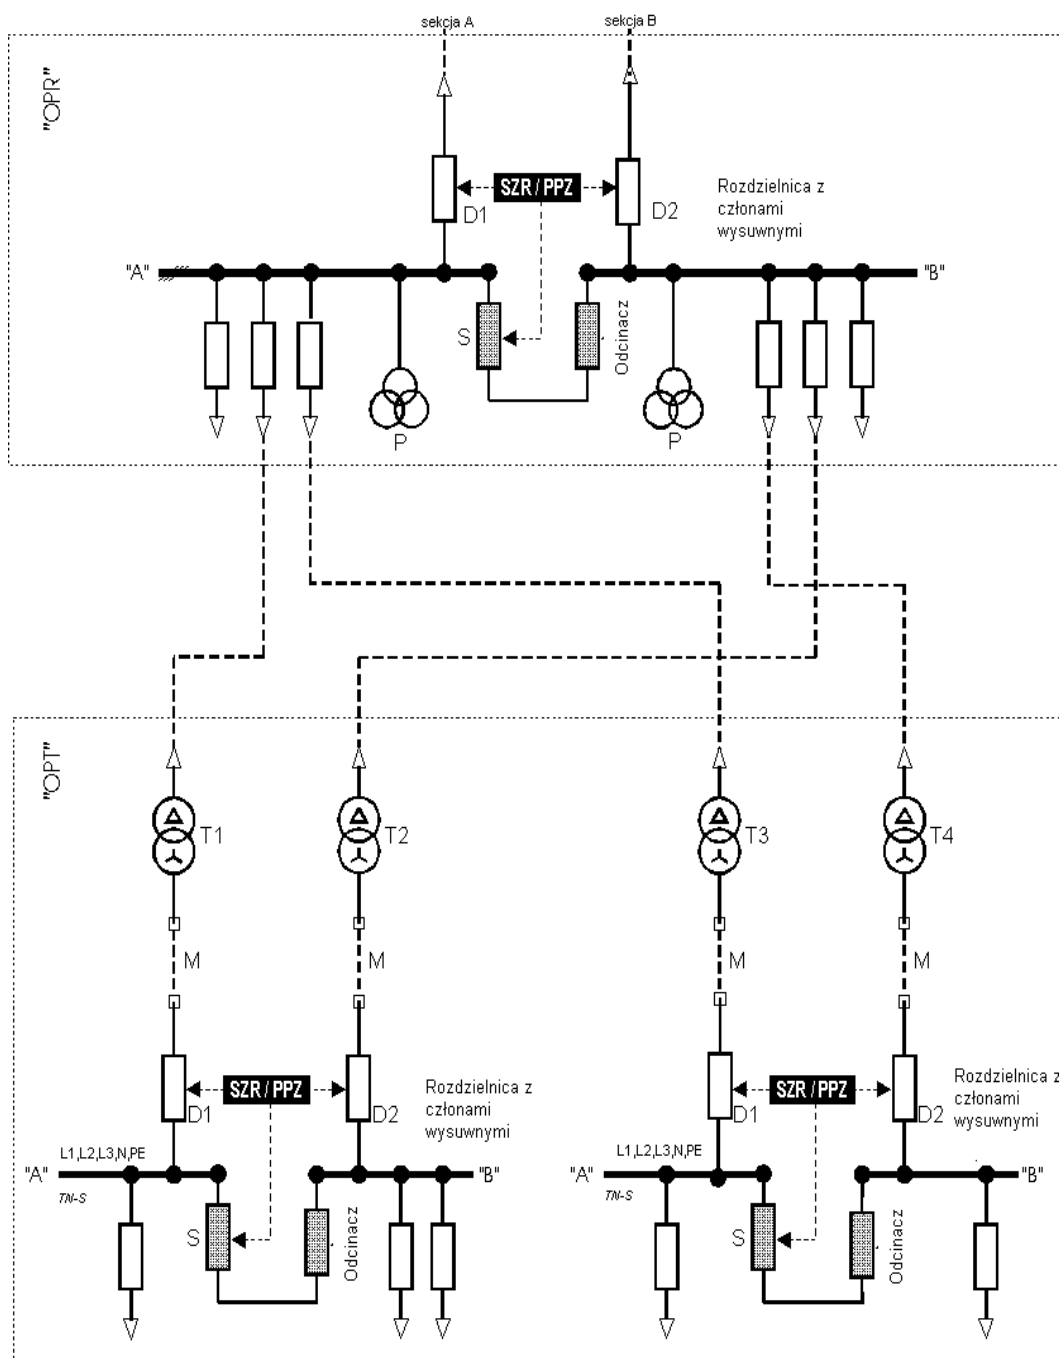 sekcja A
sekcja B
"OPR"
SZR / PPZ
D1
D2
Rozdzielnica z
członami
wysuwnymi
"A"
"B"
S
Odcinacz
P
P
"OPT"
T1
T2
T3
T4
M
M
M
M
SZR / PPZ
D1
D2
Rozdzielnica z
członami
wysuwnymi
SZR / PPZ
D1
D2
Rozdzielnica z
członami
wysuwnymi
L1,L2,L3,N,PE
"A"
"B"
TN-S
S
Odcinacz
L1,L2,L3,N,PE
"A"
"B"
TN-S
S
Odcinacz